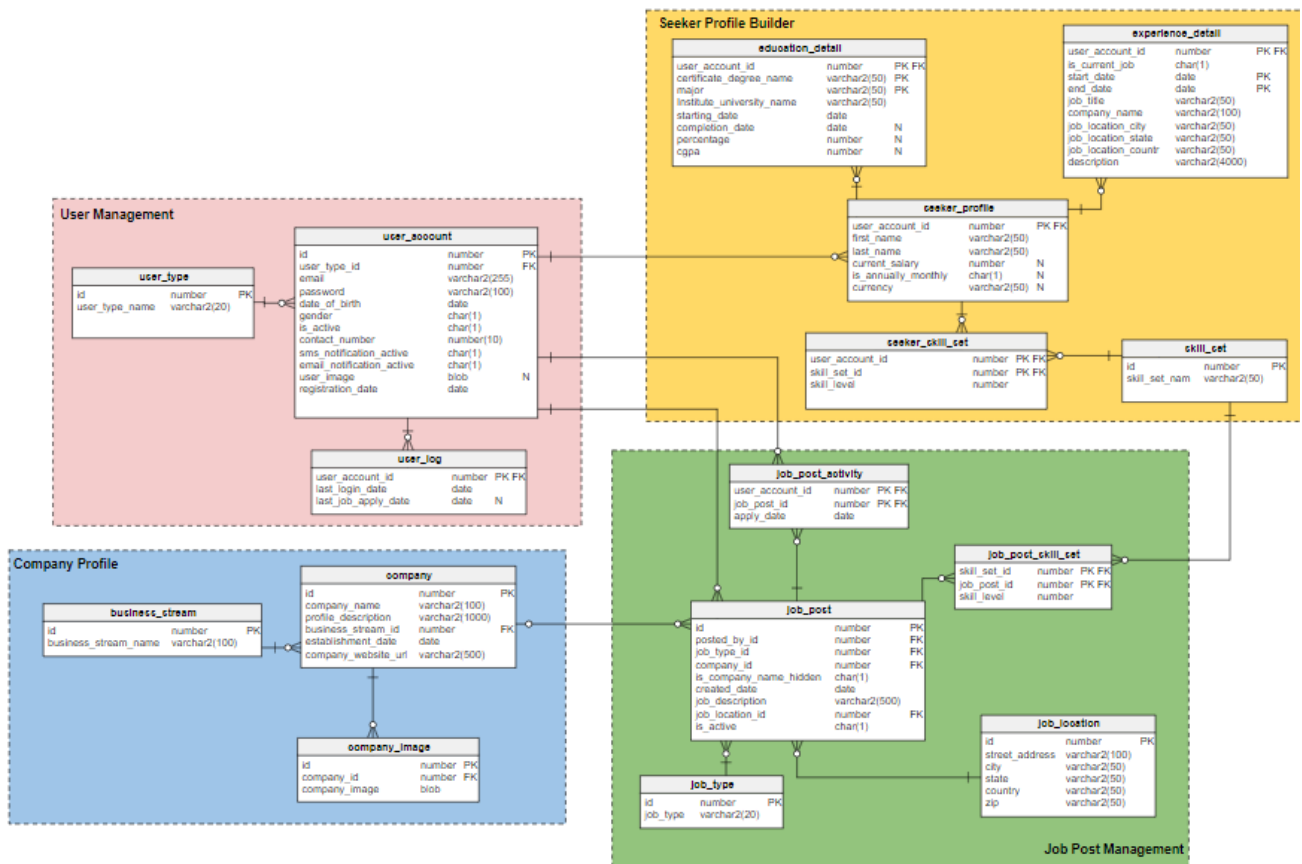 Seeker Profile Builder
education_detail
user_account_id number PK FK
certificate_degree_name varchar2(50) PK
major varchar2(50) PK
Institute_university_name varchar2(50)
starting_date date
completion_date date N
percentage number N
cgpa number N
experience_detail
user_account_id number PK FK
is_current_job char(1)
start_date date PK
end_date date PK
job_title varchar2(50)
company_name varchar2(100)
job_location_city varchar2(50)
job_location_state varchar2(50)
job_location_countr varchar2(50)
description varchar2(4000)
seeker_profile
user_account_id number PK FK
first_name varchar2(50)
last_name varchar2(50)
current_salary number N
is_annually_monthly char(1) N
currency varchar2(50) N
seeker_skill_set
user_account_id number PK FK
skill_set_id number PK FK
skill_level number
skill_set
id number PK
skill_set_nam varchar2(50)
User Management
user_account
id number PK
user_type_id number FK
email varchar2(255)
password varchar2(100)
date_of_birth date
gender char(1)
is_active char(1)
contact_number number(10)
sms_notification_active char(1)
email_notification_active char(1)
user_image blob N
registration_date date
user_type
id number PK
user_type_name varchar2(20)
user_log
user_account_id number PK FK
last_login_date date
last_job_apply_date date N
Company Profile
company
id number PK
company_name varchar2(100)
profile_description varchar2(1000)
business_stream_id number FK
establishment_date date
company_website_url varchar2(500)
business_stream
id number PK
business_stream_name varchar2(100)
company_image
id number PK
company_id number FK
company_image blob
job_post_activity
user_account_id number PK FK
job_post_id number PK FK
apply_date date
job_post_skill_set
skill_set_id number PK FK
job_post_id number PK FK
skill_level number
job_post
id number PK
posted_by_id number FK
job_type_id number FK
company_id number FK
is_company_name_hidden char(1)
created_date date
job_description varchar2(500)
job_location_id number FK
is_active char(1)
job_location
id number PK
street_address varchar2(100)
city varchar2(50)
state varchar2(50)
country varchar2(50)
zip varchar2(50)
job_type
id number PK
job_type varchar2(20)
Job Post Management